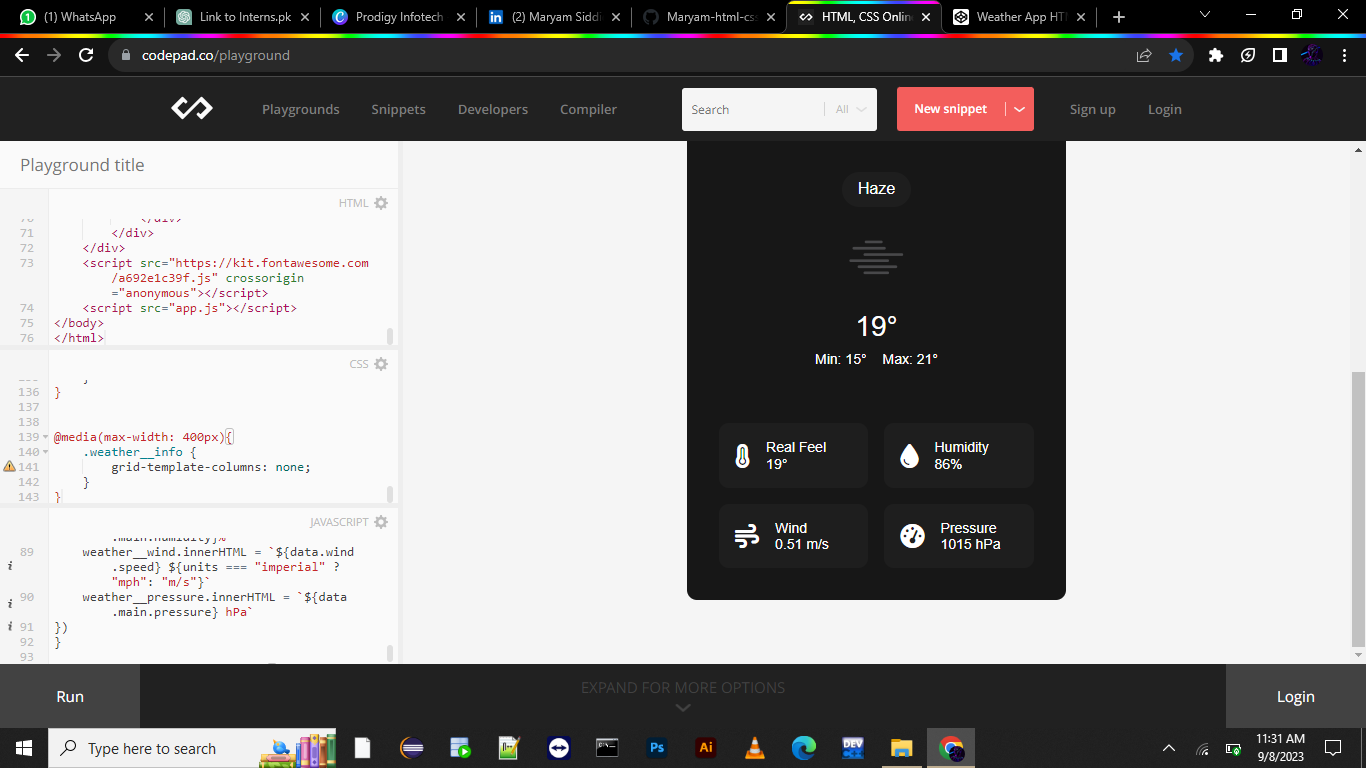 (1) WhatsApp
Link to Interns.pk
Prodigy Infotech
(2) Maryam Siddi
Maryam-html-css
HTML, CSS Onlin
Weather App HT
codepad.co/playground
Playgrounds
Snippets
Developers
Compiler
Search
All
New snippet
Sign up
Login
Playground title
HTML
70 </div>
71 </div>
72 </div>
73 <script src="https://kit.fontawesome.com
/a692e1c39f.js" crossorigin
="anonymous"></script>
74 <script src="app.js"></script>
75 </body>
76 </html>
CSS
}
136 }
137
138
139 @media(max-width: 400px){
140 .weather__info {
141 grid-template-columns: none;
142 }
143 }
JAVASCRIPT
.main.humidity}%`
89 weather__wind.innerHTML = `${data.wind
.speed} ${units === "imperial" ?
"mph": "m/s"}`
90 weather__pressure.innerHTML = `${data
.main.pressure} hPa`
91 })
92 }
93
Haze
19°
Min: 15° Max: 21°
Real Feel
19°
Humidity
86%
Wind
0.51 m/s
Pressure
1015 hPa
Run
EXPAND FOR MORE OPTIONS
Login
Type here to search
Ps
Ai
DEV
11:31 AM
9/8/2023